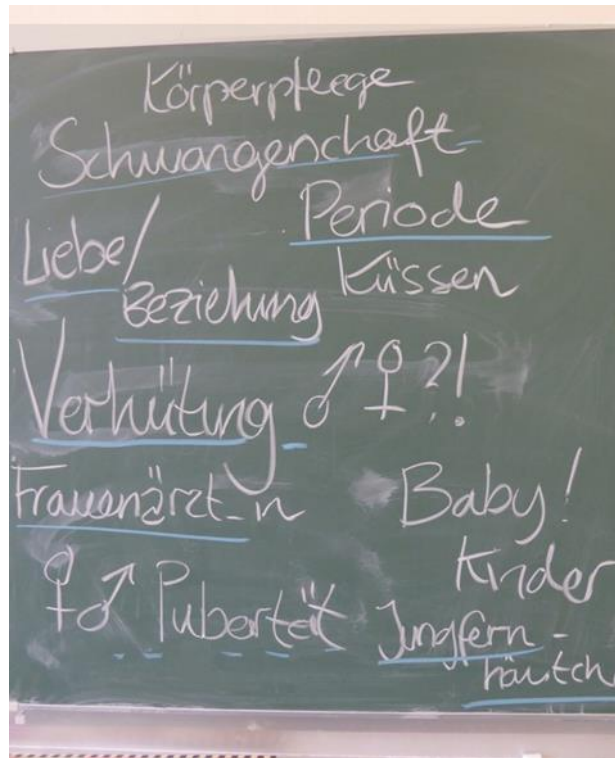 Körperpflege
Schwangerschaft
Periode
Liebe/
Beziehung
Küssen
Verhütung ♂ ♀ ?!
Frauenärzt_in
Baby!
Kinder
♀ ♂ Pubertät
Jungfern-
häutch